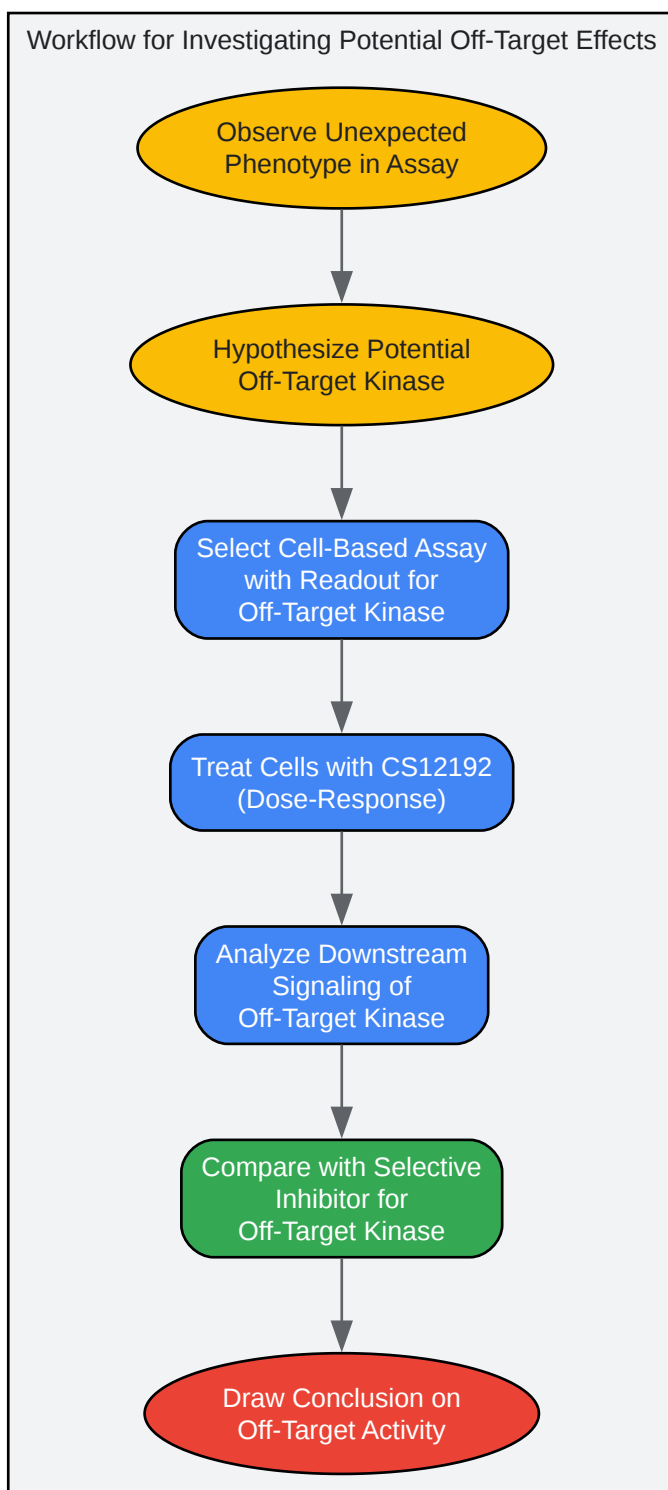 Workflow for Investigating Potential Off-Target Effects
Observe Unexpected
Phenotype in Assay
Hypothesize Potential
Off-Target Kinase
Select Cell-Based Assay
with Readout for
Off-Target Kinase
Treat Cells with CS12192
(Dose-Response)
Analyze Downstream
Signaling of
Off-Target Kinase
Compare with Selective
Inhibitor for
Off-Target Kinase
Draw Conclusion on
Off-Target Activity